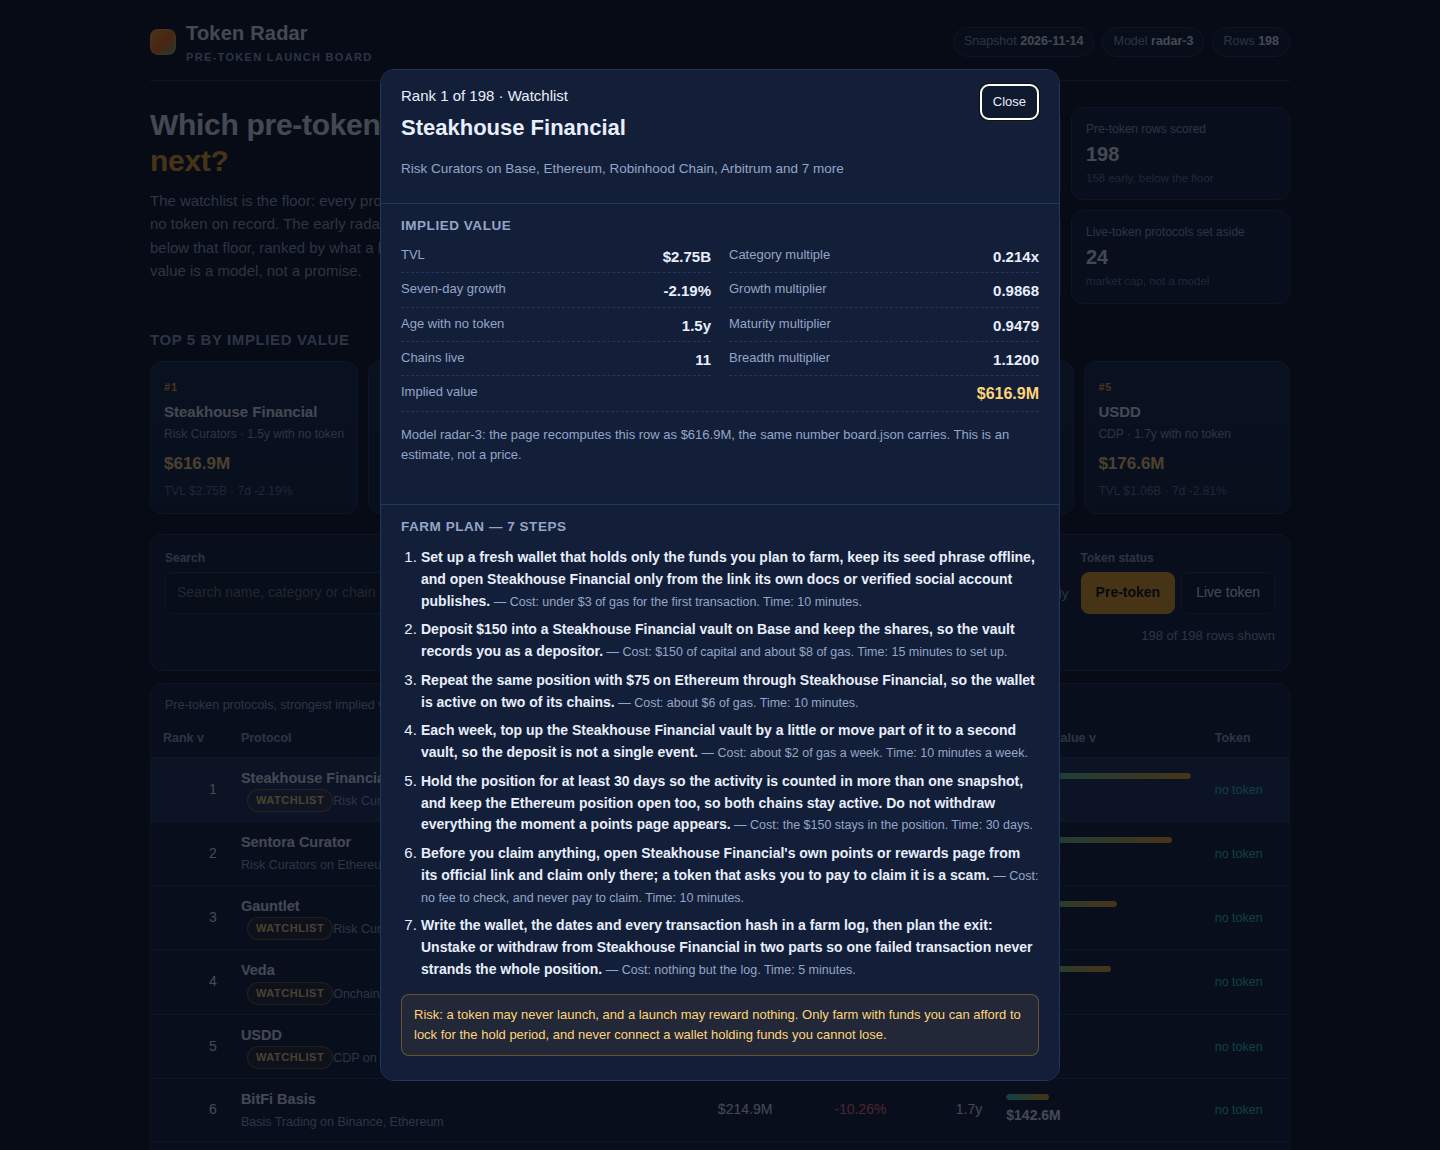 Token Radar
PRE-TOKEN LAUNCH BOARD
Snapshot 2026-11-14
Model radar-3
Rows 198
Which pre-token
next?
The watchlist is the floor: every pro
no token on record. The early rada
below that floor, ranked by what a
value is a model, not a promise.
Pre-token rows scored
198
158 early, below the floor
Live-token protocols set aside
24
market cap, not a model
TOP 5 BY IMPLIED VALUE
#1
Steakhouse Financial
Risk Curators · 1.5y with no token
$616.9M
TVL $2.75B · 7d -2.19%
#5
USDD
CDP · 1.7y with no token
$176.6M
TVL $1.06B · 7d -2.81%
Search
Search name, category or chain
Token status
Pre-token
Live token
198 of 198 rows shown
Pre-token protocols, strongest implied v
Rank v
Protocol
alue v
Token
1
Steakhouse Financia
WATCHLIST Risk Cur
no token
2
Sentora Curator
Risk Curators on Ethereu
no token
3
Gauntlet
WATCHLIST Risk Cur
no token
4
Veda
WATCHLIST Onchain
no token
5
USDD
WATCHLIST CDP on
no token
6
BitFi Basis
Basis Trading on Binance, Ethereum
$214.9M
-10.26%
1.7y
$142.6M
no token
Rank 1 of 198 · Watchlist
Close
Steakhouse Financial
Risk Curators on Base, Ethereum, Robinhood Chain, Arbitrum and 7 more
IMPLIED VALUE
TVL $2.75B
Category multiple 0.214x
Seven-day growth -2.19%
Growth multiplier 0.9868
Age with no token 1.5y
Maturity multiplier 0.9479
Chains live 11
Breadth multiplier 1.1200
Implied value $616.9M
Model radar-3: the page recomputes this row as $616.9M, the same number board.json carries. This is an
estimate, not a price.
FARM PLAN — 7 STEPS
1. Set up a fresh wallet that holds only the funds you plan to farm, keep its seed phrase offline,
and open Steakhouse Financial only from the link its own docs or verified social account
publishes. — Cost: under $3 of gas for the first transaction. Time: 10 minutes.
2. Deposit $150 into a Steakhouse Financial vault on Base and keep the shares, so the vault
records you as a depositor. — Cost: $150 of capital and about $8 of gas. Time: 15 minutes to set up.
3. Repeat the same position with $75 on Ethereum through Steakhouse Financial, so the wallet
is active on two of its chains. — Cost: about $6 of gas. Time: 10 minutes.
4. Each week, top up the Steakhouse Financial vault by a little or move part of it to a second
vault, so the deposit is not a single event. — Cost: about $2 of gas a week. Time: 10 minutes a week.
5. Hold the position for at least 30 days so the activity is counted in more than one snapshot,
and keep the Ethereum position open too, so both chains stay active. Do not withdraw
everything the moment a points page appears. — Cost: the $150 stays in the position. Time: 30 days.
6. Before you claim anything, open Steakhouse Financial's own points or rewards page from
its official link and claim only there; a token that asks you to pay to claim it is a scam. — Cost:
no fee to check, and never pay to claim. Time: 10 minutes.
7. Write the wallet, the dates and every transaction hash in a farm log, then plan the exit:
Unstake or withdraw from Steakhouse Financial in two parts so one failed transaction never
strands the whole position. — Cost: nothing but the log. Time: 5 minutes.
Risk: a token may never launch, and a launch may reward nothing. Only farm with funds you can afford to
lock for the hold period, and never connect a wallet holding funds you cannot lose.